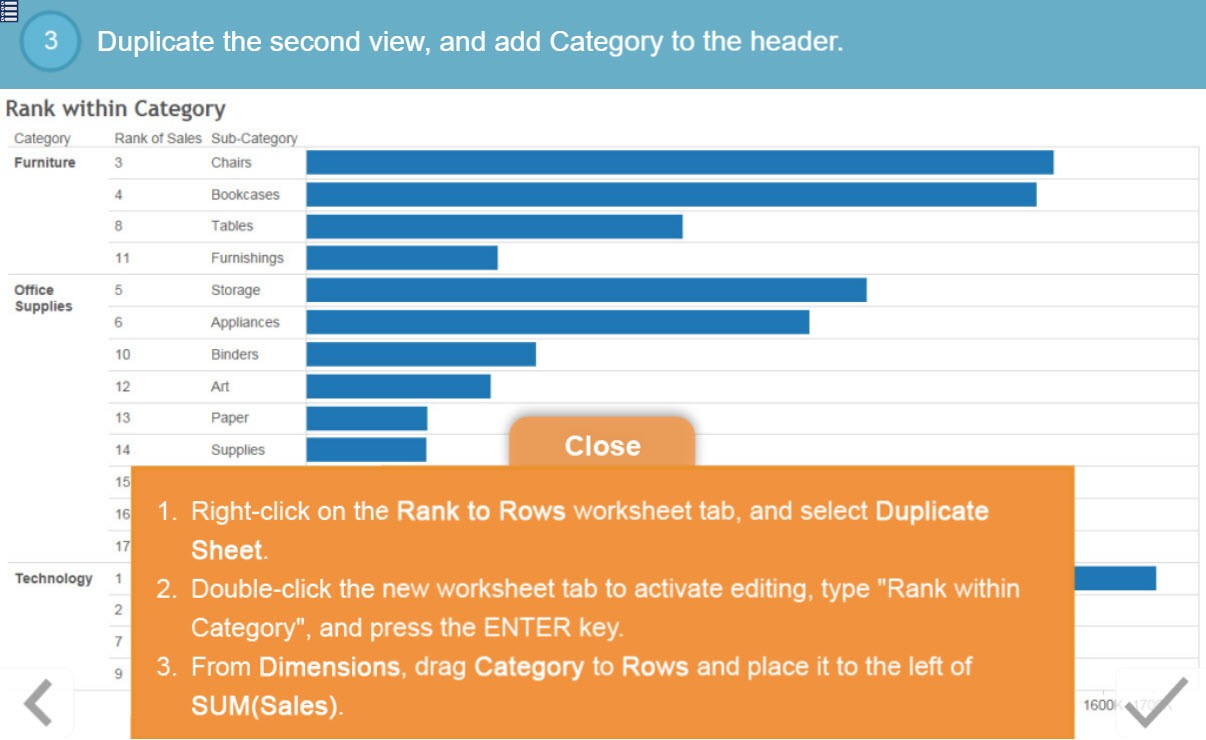 3 Duplicate the second view, and add Category to the header.
Rank within Category
Category Rank of Sales Sub-Category
Furniture 3 Chairs
4 Bookcases
8 Tables
11 Furnishings
Office Supplies 5 Storage
6 Appliances
10 Binders
12 Art
13 Paper
14 Supplies
15
16
17
Technology 1
2
7
9
Close
1. Right-click on the Rank to Rows worksheet tab, and select Duplicate
Sheet.
2. Double-click the new worksheet tab to activate editing, type "Rank within
Category", and press the ENTER key.
3. From Dimensions, drag Category to Rows and place it to the left of
SUM(Sales).
1600K